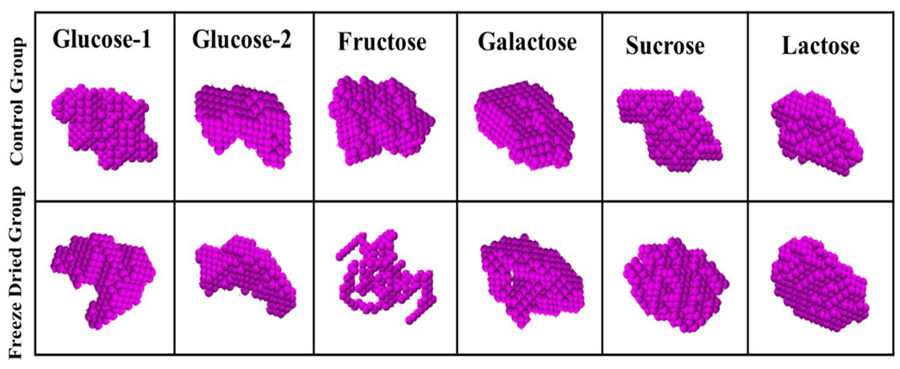 Glucose-1
Glucose-2
Fructose
Galactose
Sucrose
Lactose
Control Group
Freeze Dried Group